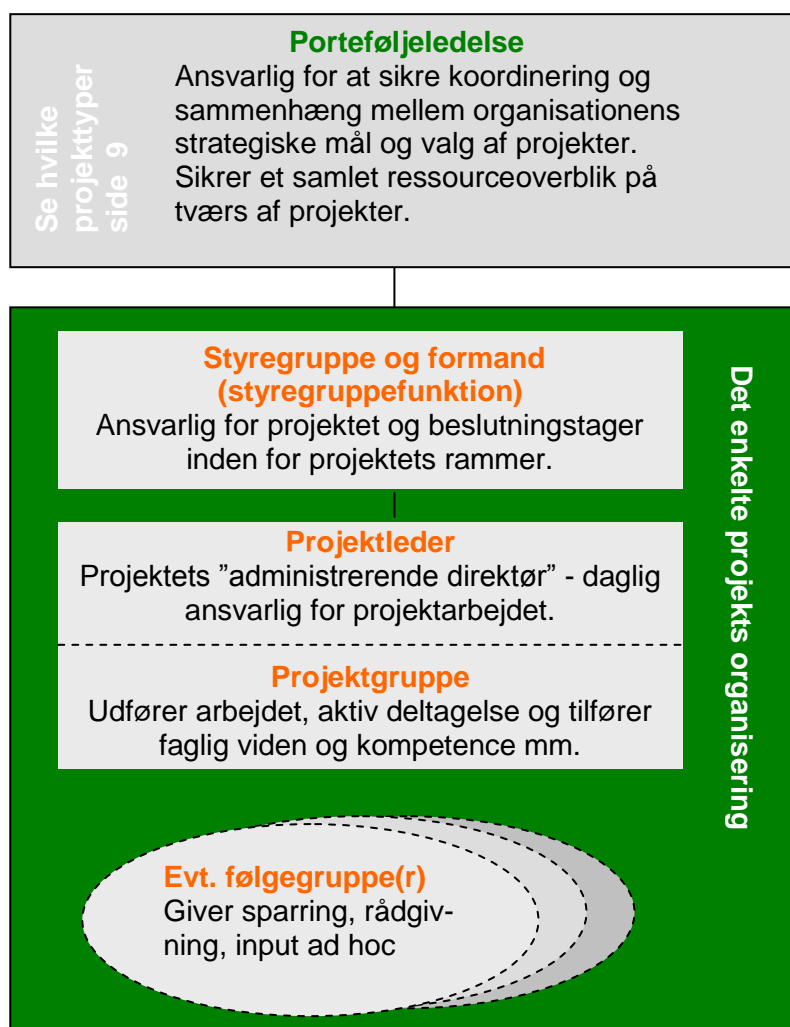 Porteføljeledelse
Ansvarlig for at sikre koordinering og
sammenhæng mellem organisationens
strategiske mål og valg af projekter.
Sikrer et samlet ressourceoverblik på
tværs af projekter.
Se hvilke
projekttyper
side 9
Styregruppe og formand
(styregruppefunktion)
Ansvarlig for projektet og beslutningstager
inden for projektets rammer.
Projektleder
Projektets ”administrerende direktør” - daglig
ansvarlig for projektarbejdet.
Projektgruppe
Udfører arbejdet, aktiv deltagelse og tilfører
faglig viden og kompetence mm.
Evt. følgegruppe(r)
Giver sparring, rådgiv-
ning, input ad hoc
Det enkelte projekts organisering